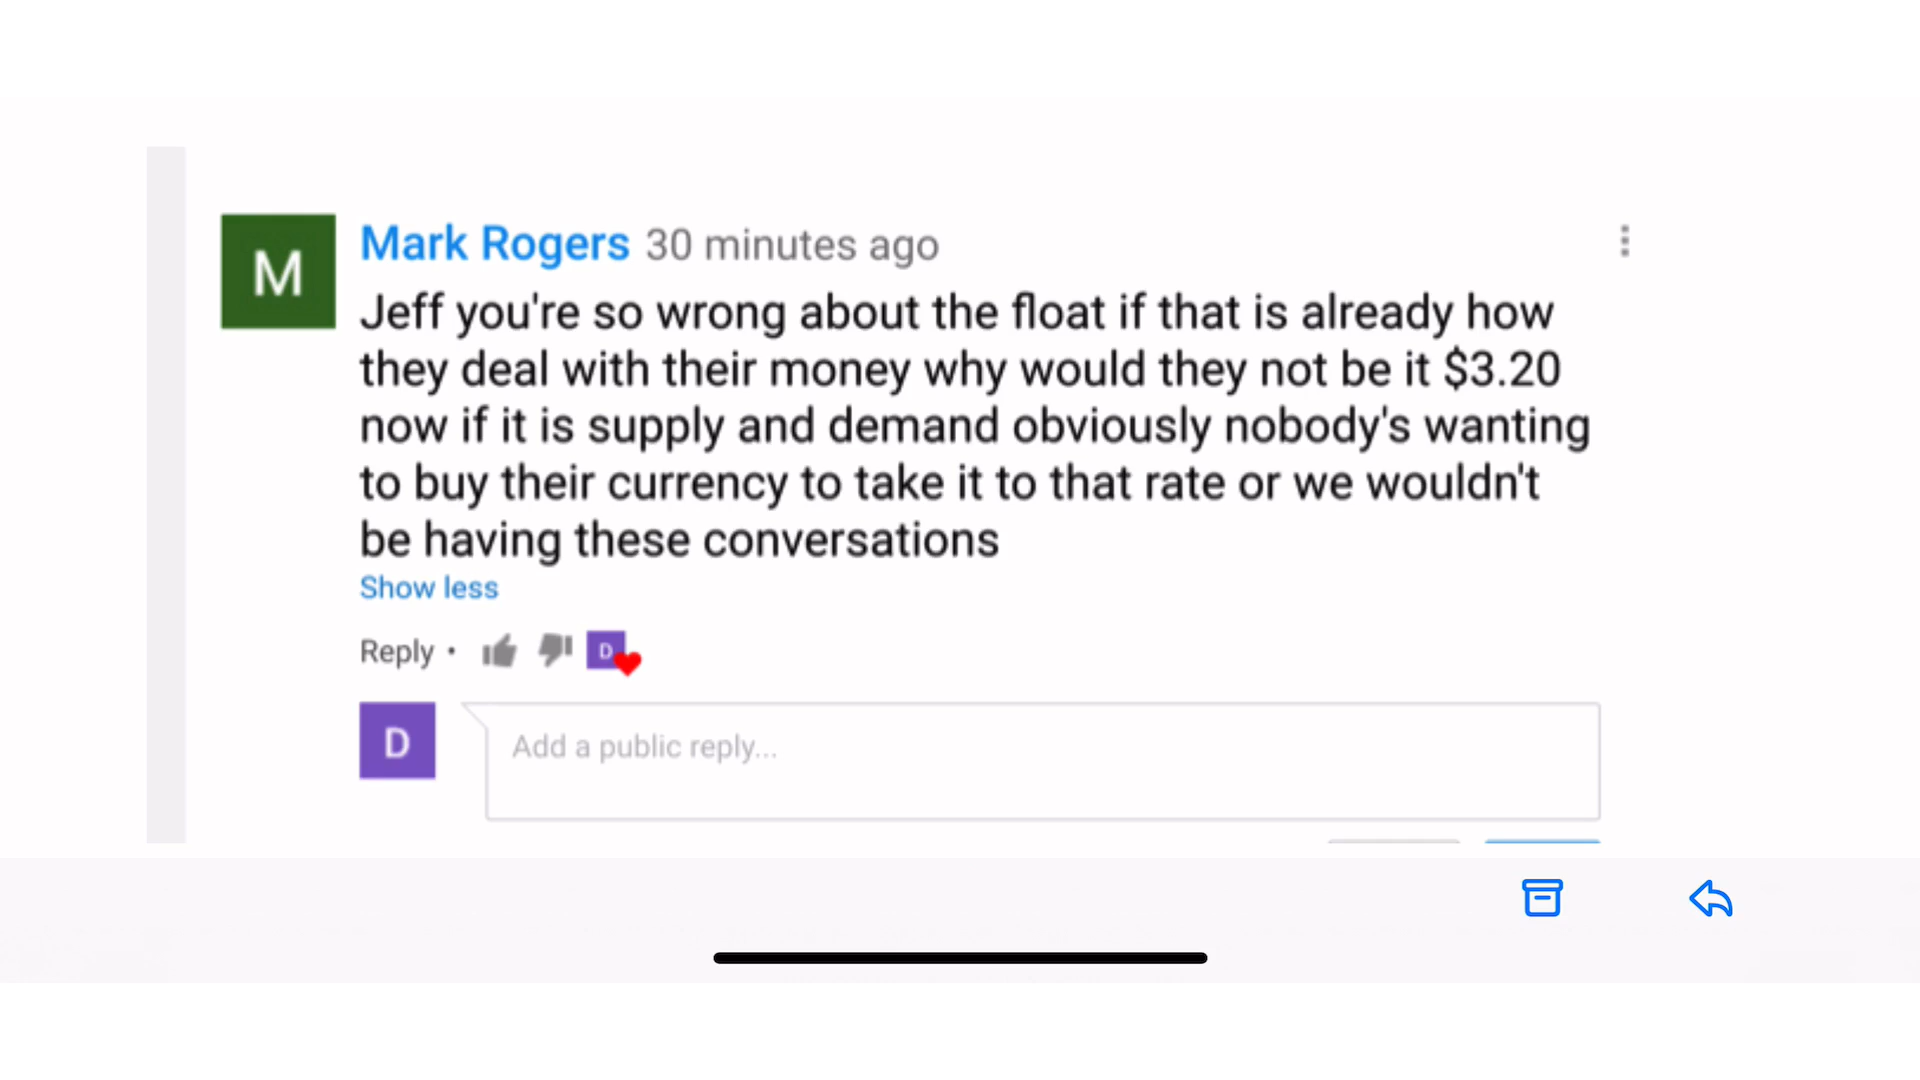 M
Mark Rogers 30 minutes ago
Jeff you're so wrong about the float if that is already how
they deal with their money why would they not be it $3.20
now if it is supply and demand obviously nobody's wanting
to buy their currency to take it to that rate or we wouldn't
be having these conversations
Show less
Reply •
D
D
Add a public reply...